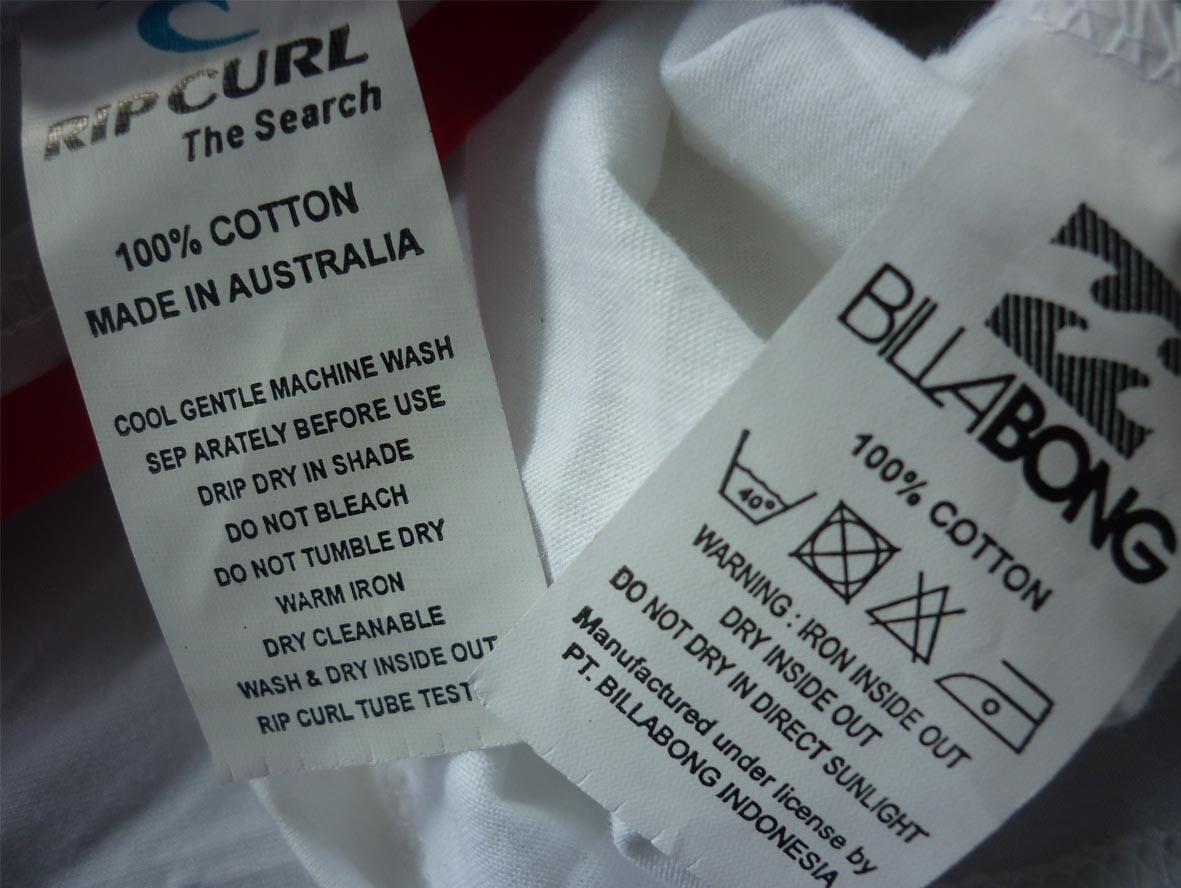 RIP CURL
The Search
100% COTTON
MADE IN AUSTRALIA
COOL GENTLE MACHINE WASH
SEP ARATELY BEFORE USE
DRIP DRY IN SHADE
DO NOT BLEACH
DO NOT TUMBLE DRY
WARM IRON
DRY CLEANABLE
WASH & DRY INSIDE OUT
RIP CURL TUBE TEST
BILLABONG
100% COTTON
40°
WARNING : IRON INSIDE OUT
DRY INSIDE OUT
DO NOT DRY IN DIRECT SUNLIGHT
Manufactured under license by
PT. BILLABONG INDONESIA